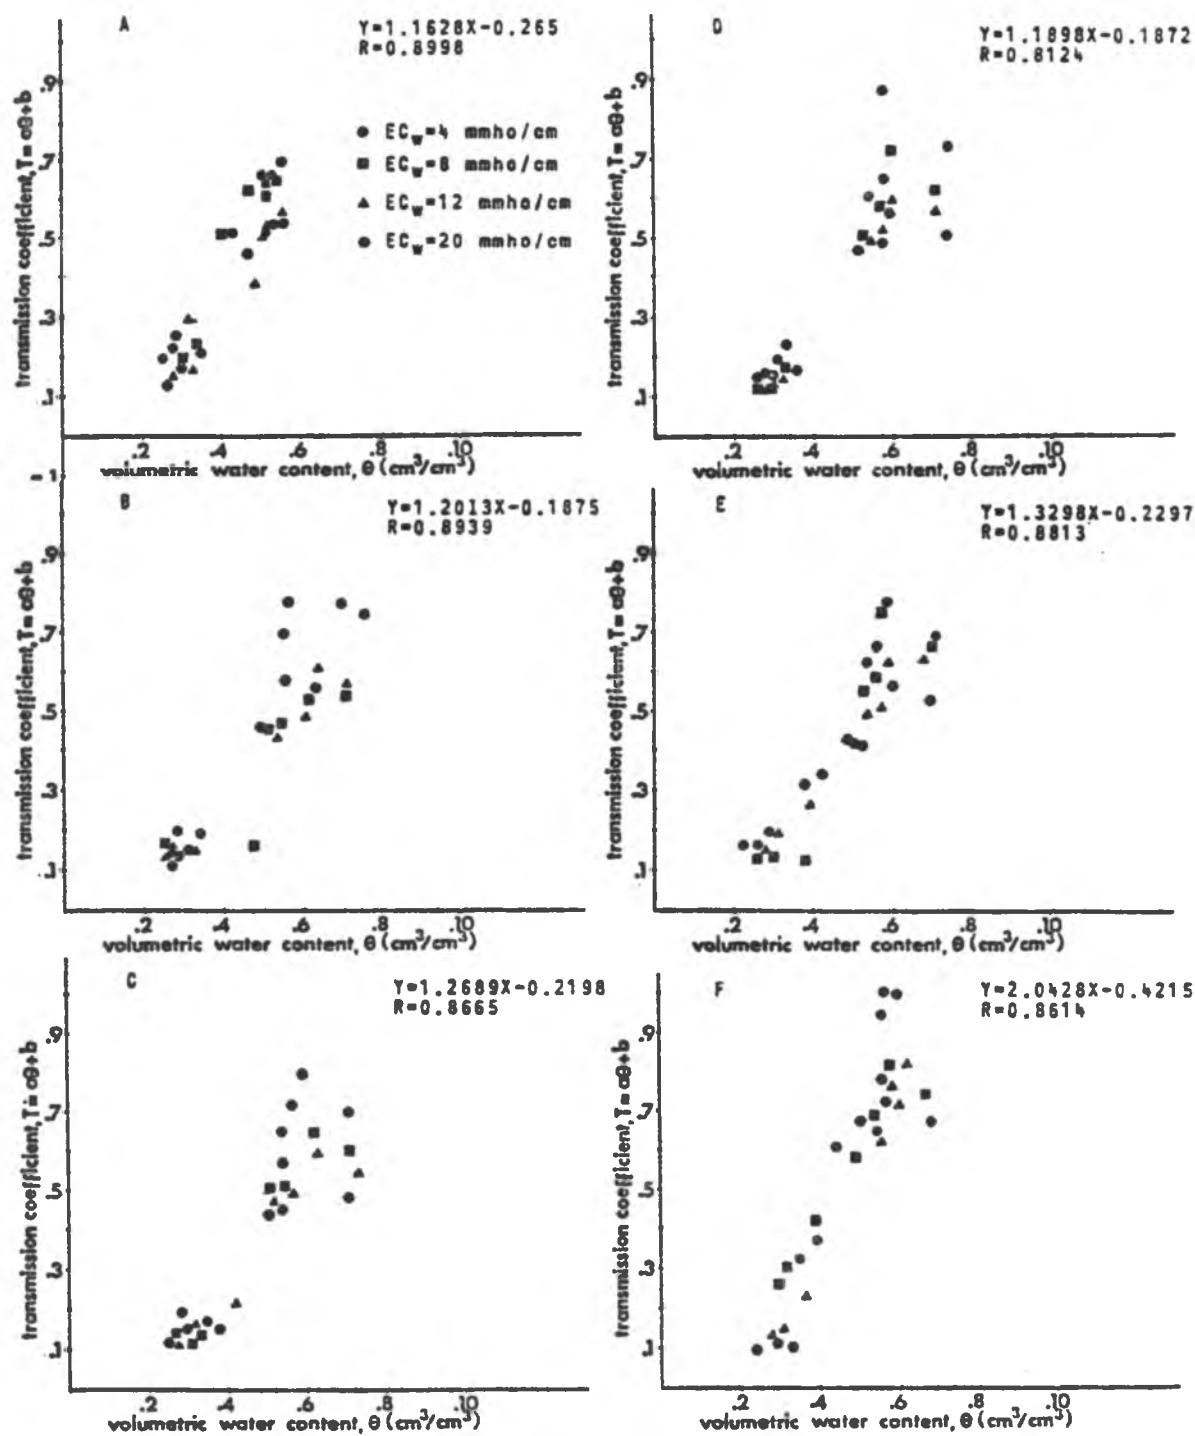 A
Y=1.1628X-0.265
R=0.8998
● EC_w=4 mmho/cm
■ EC_w=8 mmho/cm
▲ EC_w=12 mmho/cm
● EC_w=20 mmho/cm
transmission coefficient, T= aθ+b
.9
.7
.5
.3
.1
-.1
.2 .4 .6 .8 .10
volumetric water content, θ (cm³/cm³)
D
Y=1.1898X-0.1872
R=0.8124
transmission coefficient, T= aθ+b
.9
.7
.5
.3
.1
.2 .4 .6 .8 .10
volumetric water content, θ (cm³/cm³)
B
Y=1.2013X-0.1875
R=0.8939
transmission coefficient, T= aθ+b
.9
.7
.5
.3
.1
.2 .4 .6 .8 .10
volumetric water content, θ (cm³/cm³)
E
Y=1.3298X-0.2297
R=0.8813
transmission coefficient, T= aθ+b
.9
.7
.5
.3
.1
.2 .4 .6 .8 .10
volumetric water content, θ (cm³/cm³)
C
Y=1.2689X-0.2198
R=0.8665
transmission coefficient, T= aθ+b
.9
.7
.5
.3
.1
.2 .4 .6 .8 .10
volumetric water content, θ (cm³/cm³)
F
Y=2.0428X-0.4215
R=0.8614
transmission coefficient, T= aθ+b
.9
.7
.5
.3
.1
.2 .4 .6 .8 .10
volumetric water content, θ (cm³/cm³)